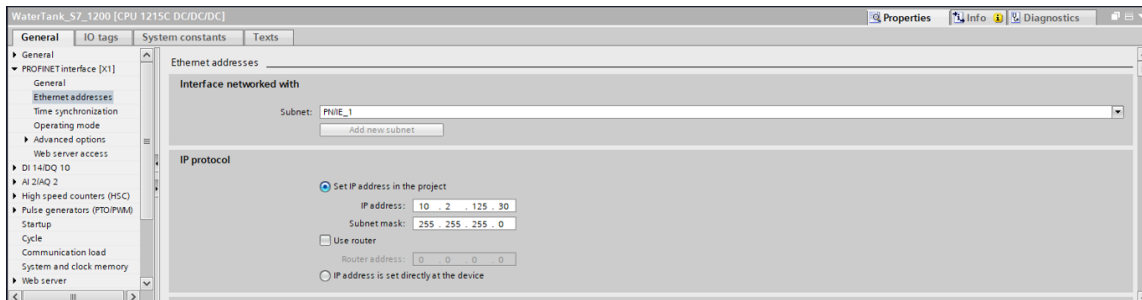 WaterTank_S7_1200 [CPU 1215C DC/DC/DC]
Properties
Info
Diagnostics
General
IO tags
System constants
Texts
General
PROFINET interface [X1]
General
Ethernet addresses
Time synchronization
Operating mode
Advanced options
Web server access
DI 14/DQ 10
AI 2/AQ 2
High speed counters (HSC)
Pulse generators (PTO/PWM)
Startup
Cycle
Communication load
System and clock memory
Web server
Ethernet addresses
Interface networked with
Subnet: PN/IE_1
Add new subnet
IP protocol
Set IP address in the project
IP address: 10 . 2 . 125 . 30
Subnet mask: 255 . 255 . 255 . 0
Use router
Router address: 0 . 0 . 0 . 0
IP address is set directly at the device